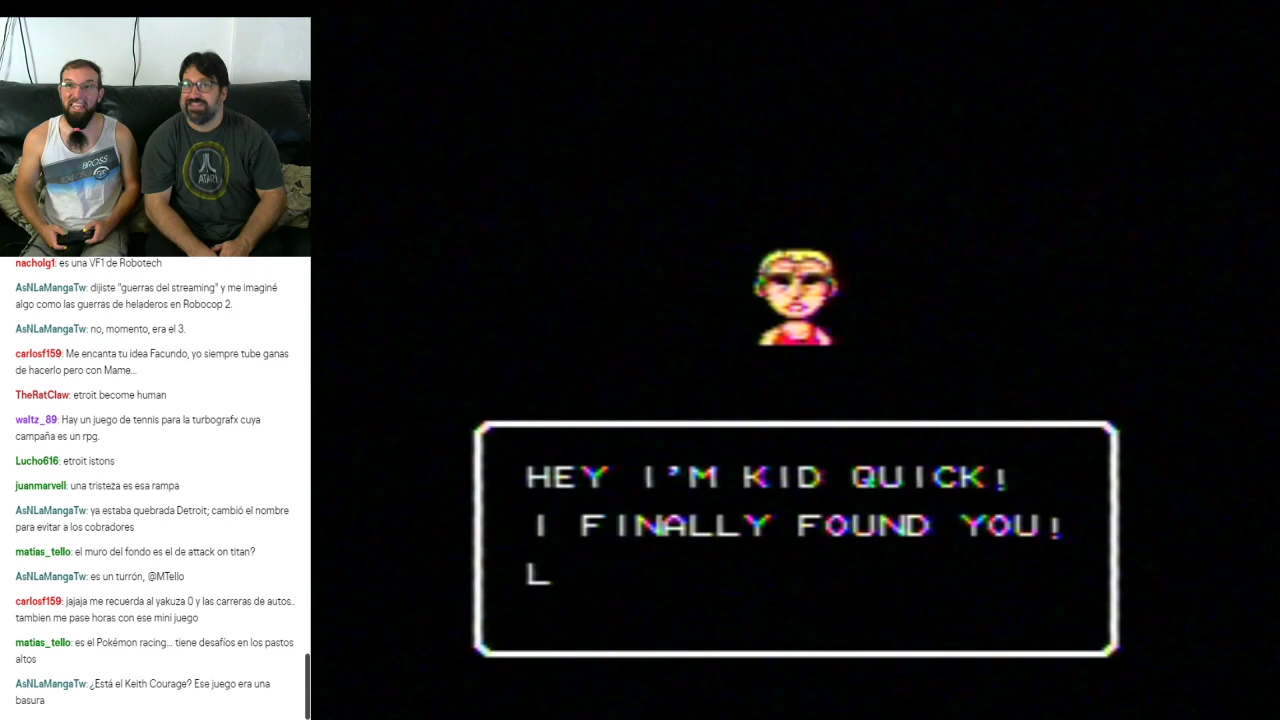 BROSS
ATARI
nacholg1: es una VF1 de Robotech
AsNLaMangaTw: dijiste "guerras del streaming" y me imaginé
algo como las guerras de heladeros en Robocop 2.
AsNLaMangaTw: no, momento, era el 3.
carlosf159: Me encanta tu idea Facundo, yo siempre tube ganas
de hacerlo pero con Mame...
TheRatClaw: etroit become human
waltz_89: Hay un juego de tennis para la turbografx cuya
campaña es un rpg.
Lucho616: etroit istons
juanmarvell: una tristeza es esa rampa
AsNLaMangaTw: ya estaba quebrada Detroit; cambió el nombre
para evitar a los cobradores
matias_tello: el muro del fondo es el de attack on titan?
AsNLaMangaTw: es un turrón, @MTello
carlosf159: jajaja me recuerda al yakuza 0 y las carreras de autos..
tambien me pase horas con ese mini juego
matias_tello: es el Pokémon racing... tiene desafíos en los pastos
altos
AsNLaMangaTw: ¿Está el Keith Courage? Ese juego era una
basura
HEY I'M KID QUICK!
I FINALLY FOUND YOU!
L